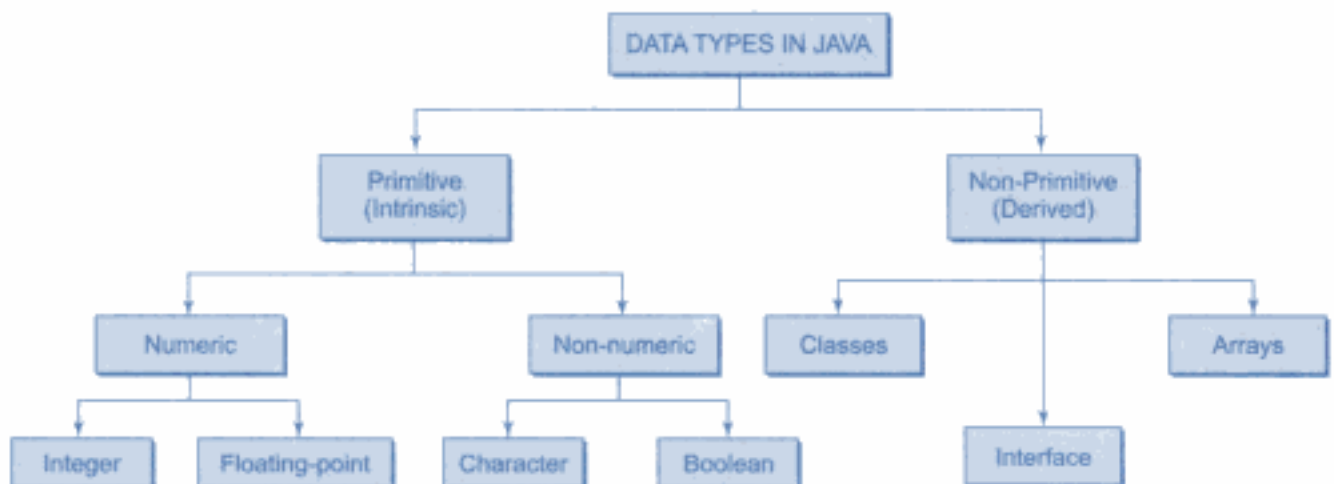 DATA TYPES IN JAVA
Primitive
(Intrinsic)
Non-Primitive
(Derived)
Numeric
Non-numeric
Classes
Arrays
Integer
Floating-point
Character
Boolean
Interface